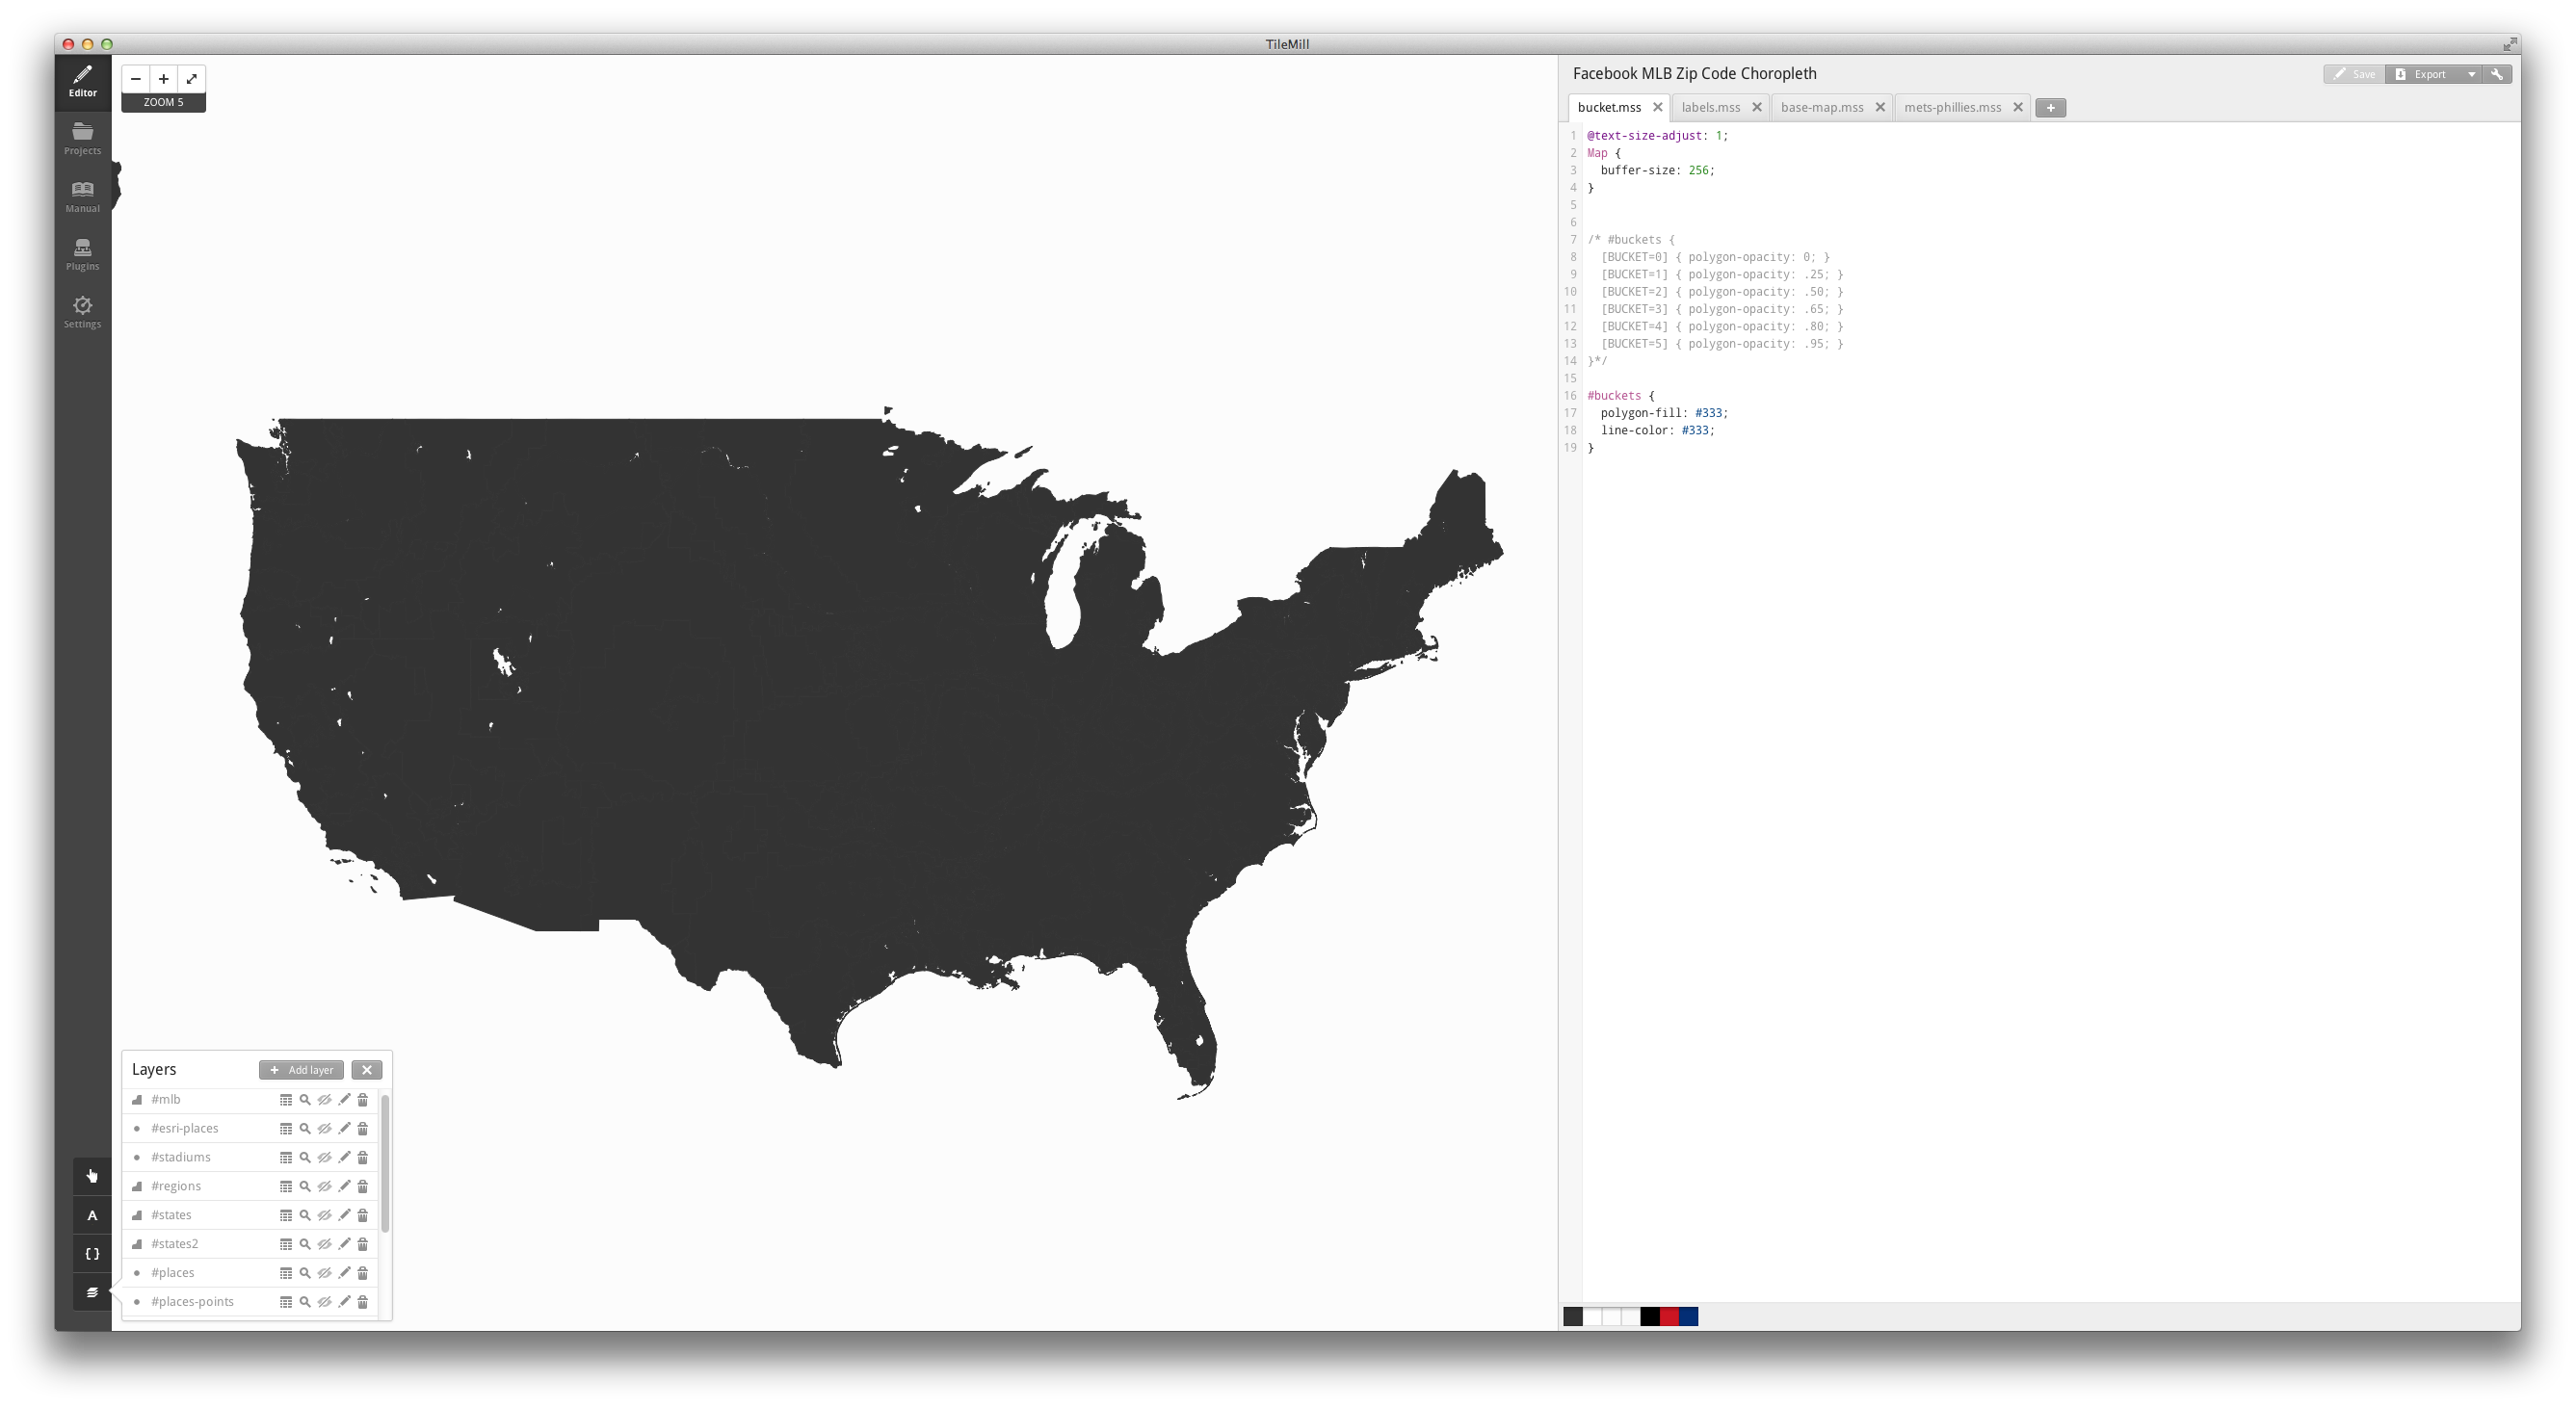 TileMill
Editor
Projects
Manual
Plugins
Settings
ZOOM 5
Facebook MLB Zip Code Choropleth
Save
Export
bucket.mss
labels.mss
base-map.mss
mets-phillies.mss
1 @text-size-adjust: 1;
2 Map {
3 buffer-size: 256;
4 }
5
6
7 /* #buckets {
8 [BUCKET=0] { polygon-opacity: 0; }
9 [BUCKET=1] { polygon-opacity: .25; }
10 [BUCKET=2] { polygon-opacity: .50; }
11 [BUCKET=3] { polygon-opacity: .65; }
12 [BUCKET=4] { polygon-opacity: .80; }
13 [BUCKET=5] { polygon-opacity: .95; }
14 }*/
15
16 #buckets {
17 polygon-fill: #333;
18 line-color: #333;
19 }
Layers
+ Add layer
#mlb
#esri-places
#stadiums
#regions
#states
#states2
#places
#places-points
A
{}